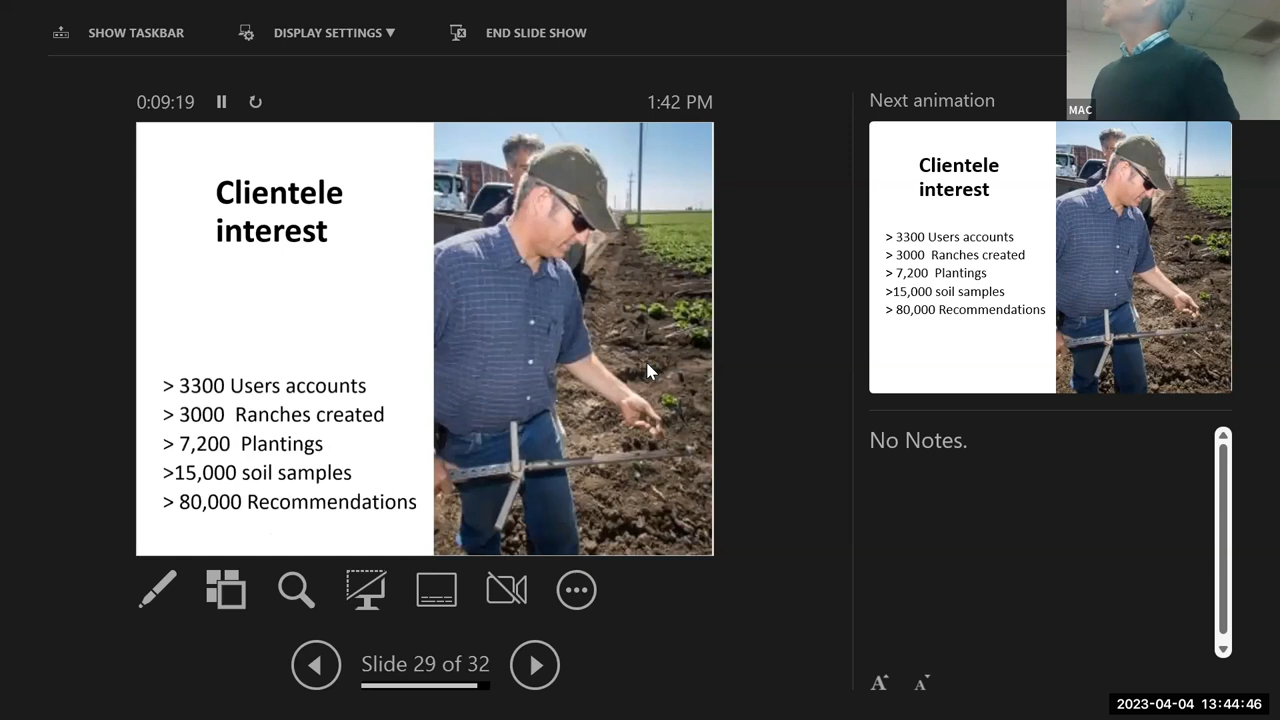 SHOW TASKBAR
DISPLAY SETTINGS ▼
END SLIDE SHOW
MAC
0:09:19
1:42 PM
Clientele
interest
> 3300 Users accounts
> 3000  Ranches created
> 7,200  Plantings
>15,000 soil samples
> 80,000 Recommendations
Slide 29 of 32
Next animation
Clientele
interest
> 3300 Users accounts
> 3000  Ranches created
> 7,200  Plantings
>15,000 soil samples
> 80,000 Recommendations
No Notes.
A A
2023-04-04 13:44:46